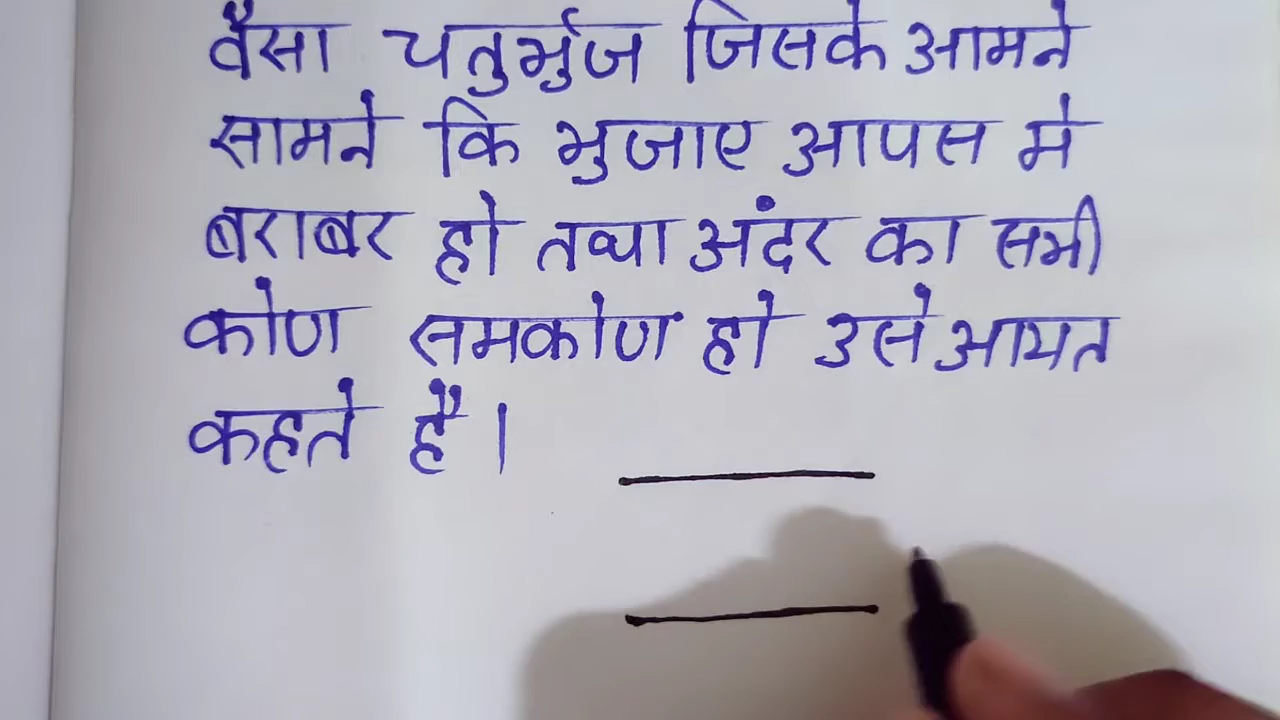 वैसा चतुर्भुज जिसके आमने
सामने कि भुजाए आपस मे
बराबर हो तथा अंदर का सभी
कोण समकोण हो उसे आयत
कहते है।